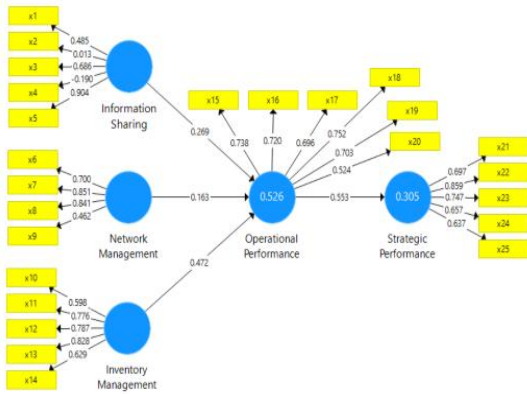 x1
x2
x3
x4
x5
0.485
0.013
0.686
-0.190
0.904
Information
Sharing
x6
x7
x8
x9
0.700
0.851
0.841
0.462
Network
Management
x10
x11
x12
x13
x14
0.598
0.776
0.787
0.828
0.629
Inventory
Management
0.269
0.163
0.472
x15
x16
x17
x18
x19
x20
0.738
0.720
0.696
0.752
0.703
0.524
0.526
Operational
Performance
0.553
0.305
Strategic
Performance
x21
x22
x23
x24
x25
0.697
0.859
0.747
0.657
0.637